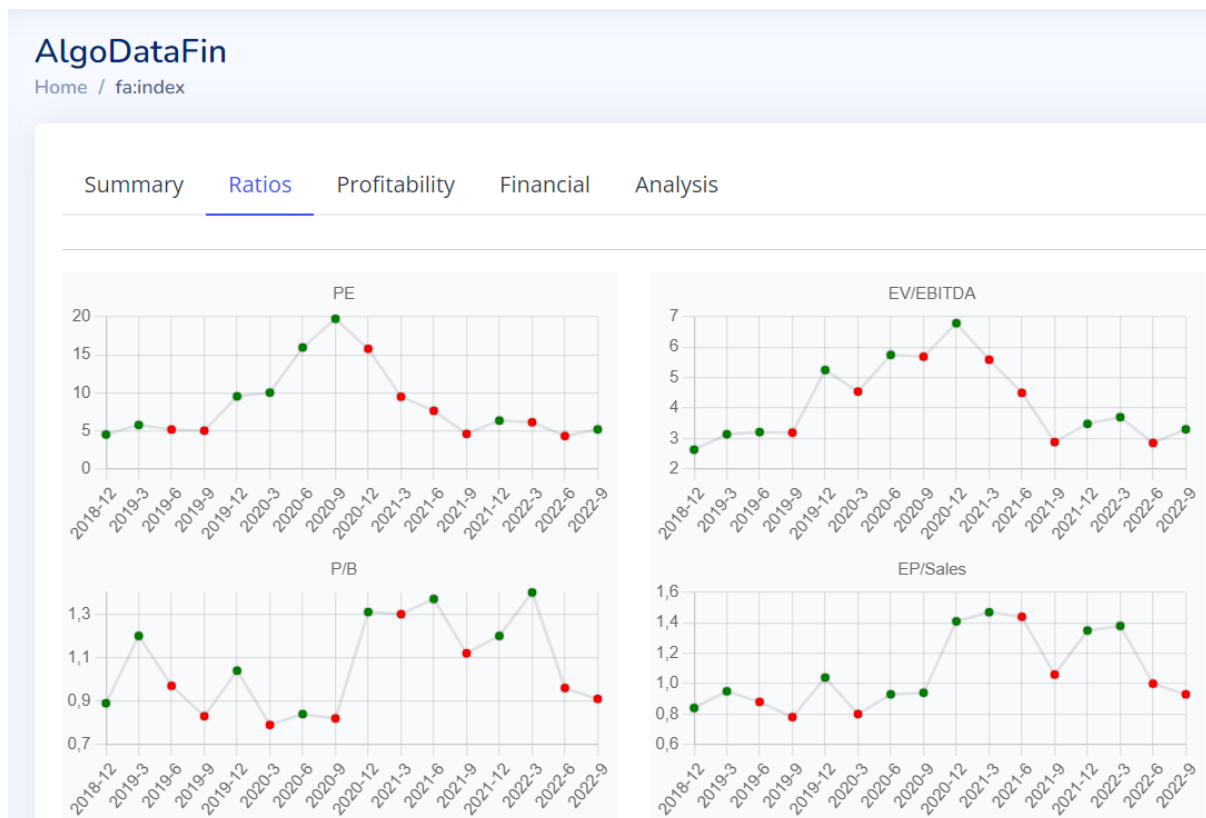 AlgoDataFin
Home / fa:index
Summary Ratios Profitability Financial Analysis
PE
20
15
10
5
0
2018-12 2019-3 2019-6 2019-9 2019-12 2020-3 2020-6 2020-9 2020-12 2021-3 2021-6 2021-9 2021-12 2022-3 2022-6 2022-9
EV/EBITDA
7
6
5
4
3
2
2018-12 2019-3 2019-6 2019-9 2019-12 2020-3 2020-6 2020-9 2020-12 2021-3 2021-6 2021-9 2021-12 2022-3 2022-6 2022-9
P/B
1,3
1,1
0,9
0,7
2018-12 2019-3 2019-6 2019-9 2019-12 2020-3 2020-6 2020-9 2020-12 2021-3 2021-6 2021-9 2021-12 2022-3 2022-6 2022-9
EP/Sales
1,6
1,4
1,2
1,0
0,8
0,6
2018-12 2019-3 2019-6 2019-9 2019-12 2020-3 2020-6 2020-9 2020-12 2021-3 2021-6 2021-9 2021-12 2022-3 2022-6 2022-9